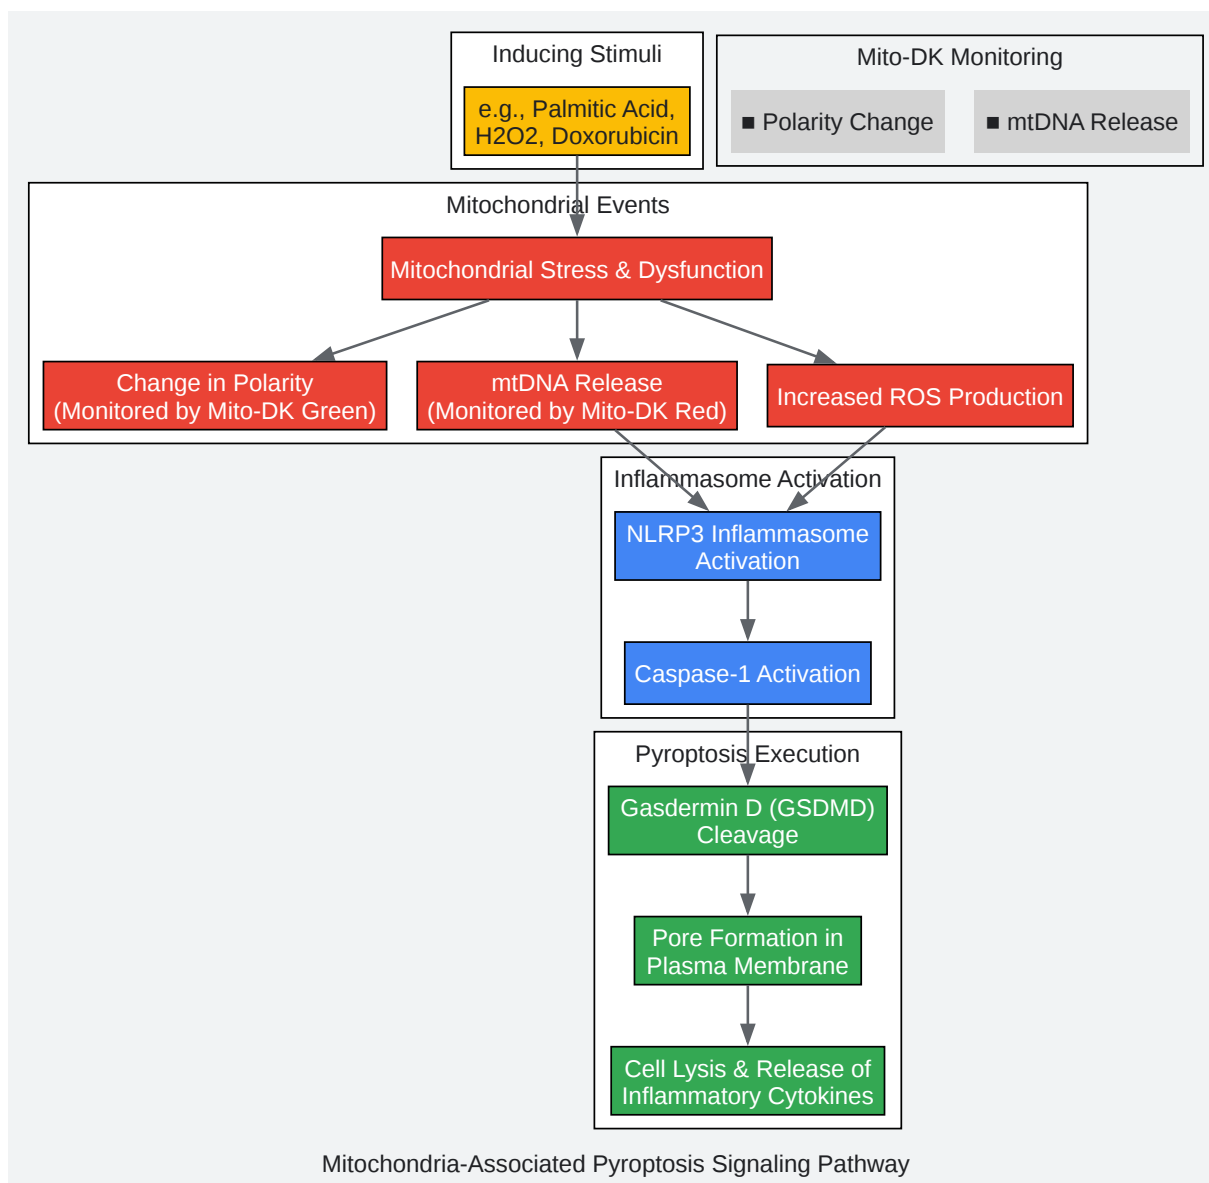 Inducing Stimuli
e.g., Palmitic Acid,
H2O2, Doxorubicin
Mito-DK Monitoring
■ Polarity Change
■ mtDNA Release
Mitochondrial Events
Mitochondrial Stress & Dysfunction
Change in Polarity
(Monitored by Mito-DK Green)
mtDNA Release
(Monitored by Mito-DK Red)
Increased ROS Production
Inflammasome Activation
NLRP3 Inflammasome
Activation
Caspase-1 Activation
Pyroptosis Execution
Gasdermin D (GSDMD)
Cleavage
Pore Formation in
Plasma Membrane
Cell Lysis & Release of
Inflammatory Cytokines
Mitochondria-Associated Pyroptosis Signaling Pathway